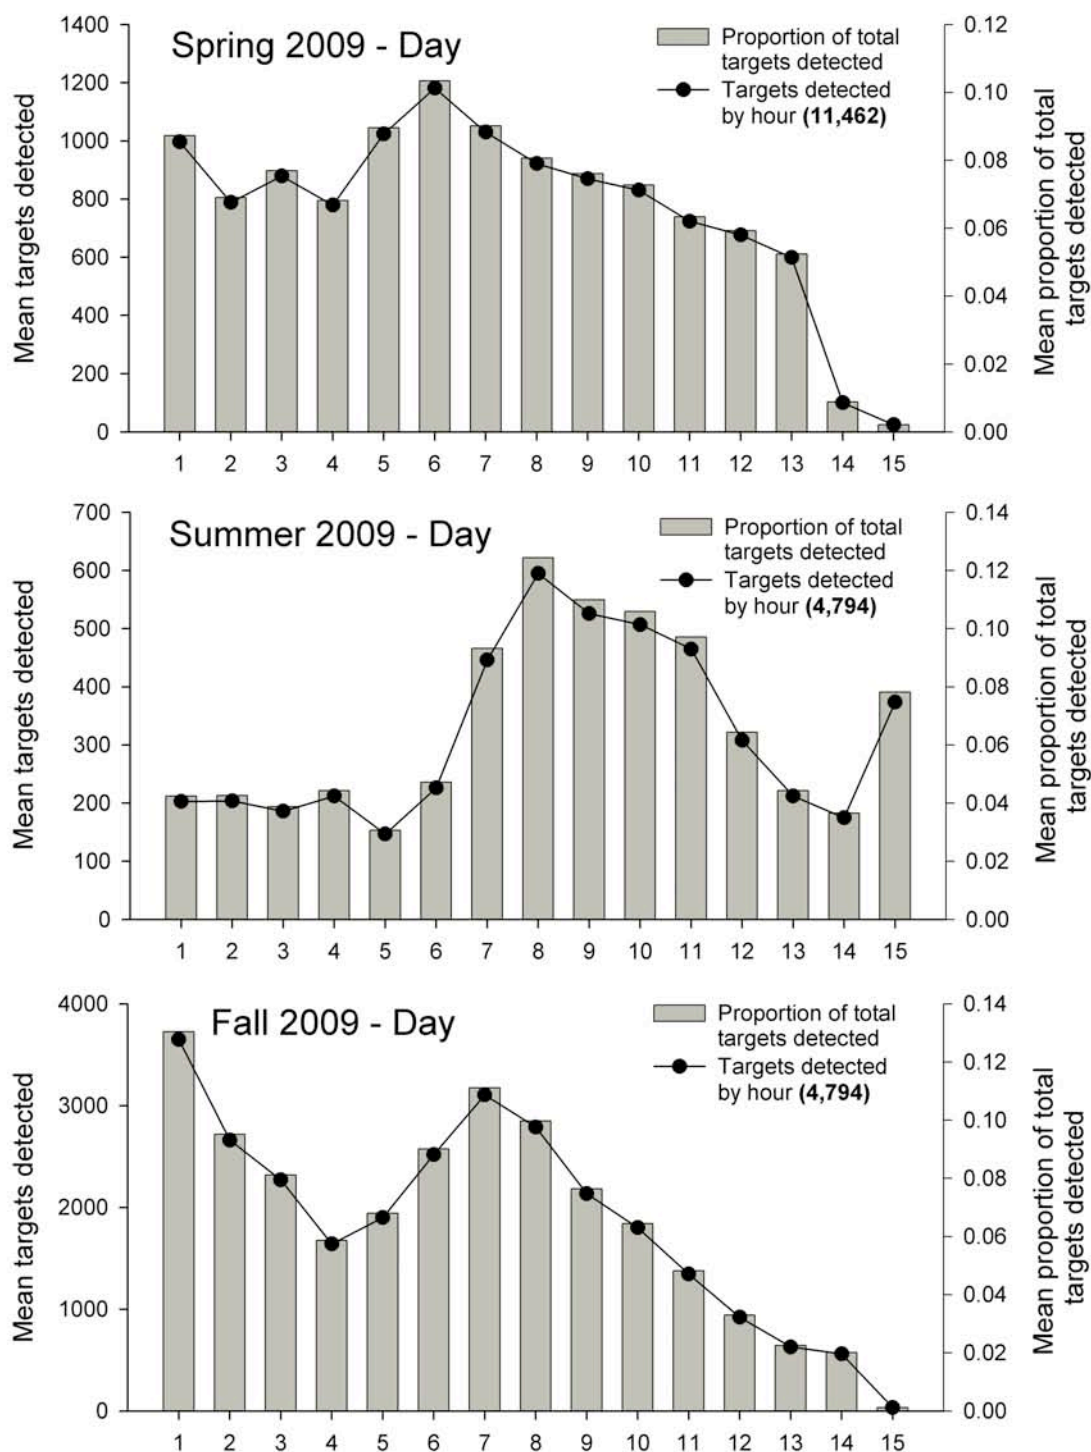 Spring 2009 - Day
Proportion of total
targets detected
Targets detected
by hour (11,462)
Mean targets detected
1400
1200
1000
800
600
400
200
0
Mean proportion of total
targets detected
0.12
0.10
0.08
0.06
0.04
0.02
0.00
1 2 3 4 5 6 7 8 9 10 11 12 13 14 15
Summer 2009 - Day
Proportion of total
targets detected
Targets detected
by hour (4,794)
Mean targets detected
700
600
500
400
300
200
100
0
Mean proportion of total
targets detected
0.14
0.12
0.10
0.08
0.06
0.04
0.02
0.00
1 2 3 4 5 6 7 8 9 10 11 12 13 14 15
Fall 2009 - Day
Proportion of total
targets detected
Targets detected
by hour (4,794)
Mean targets detected
4000
3000
2000
1000
0
Mean proportion of total
targets detected
0.14
0.12
0.10
0.08
0.06
0.04
0.02
0.00
1 2 3 4 5 6 7 8 9 10 11 12 13 14 15